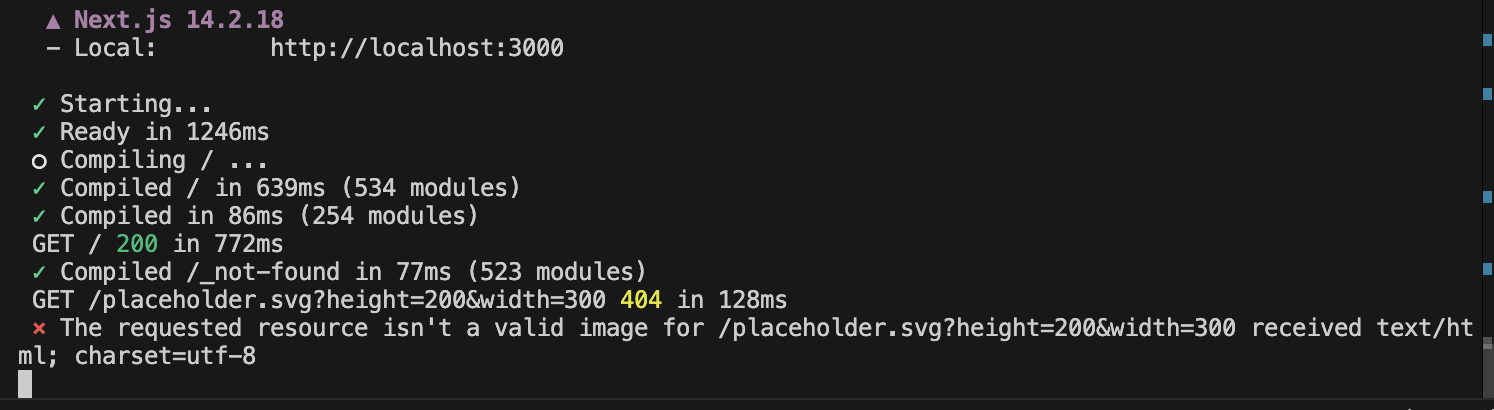 ▲ Next.js 14.2.18
- Local:        http://localhost:3000
✓ Starting...
✓ Ready in 1246ms
○ Compiling / ...
✓ Compiled / in 639ms (534 modules)
✓ Compiled in 86ms (254 modules)
GET / 200 in 772ms
✓ Compiled /_not-found in 77ms (523 modules)
GET /placeholder.svg?height=200&width=300 404 in 128ms
⨯ The requested resource isn't a valid image for /placeholder.svg?height=200&width=300 received text/ht
ml; charset=utf-8